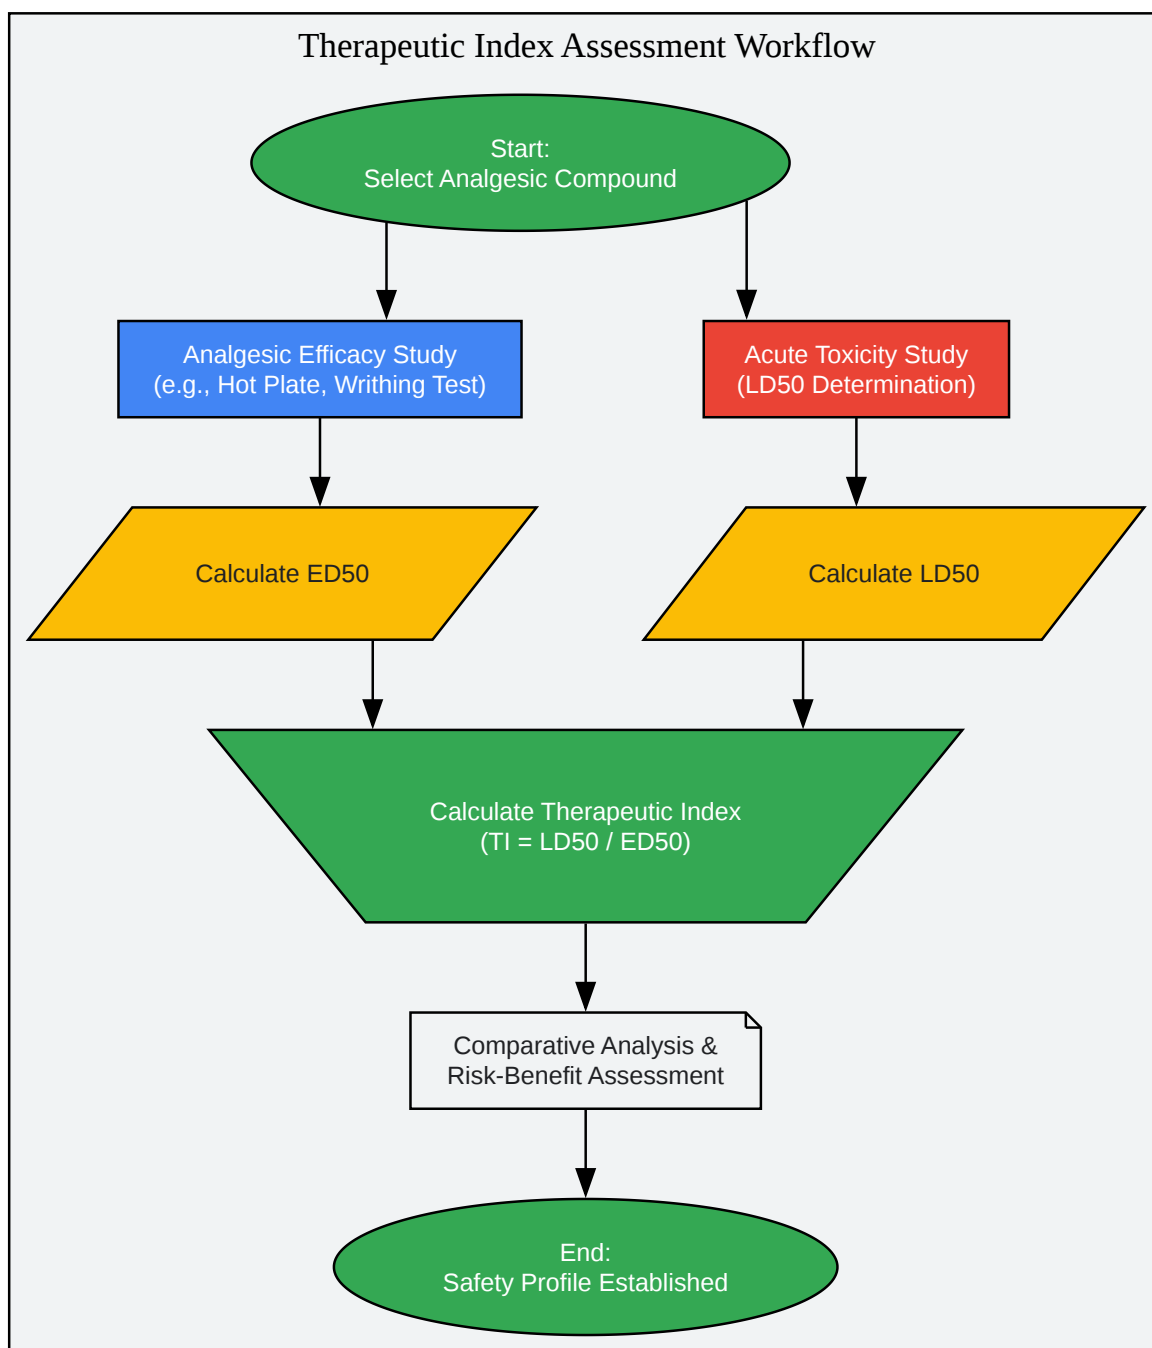 Therapeutic Index Assessment Workflow
Start:
Select Analgesic Compound
Analgesic Efficacy Study
(e.g., Hot Plate, Writhing Test)
Acute Toxicity Study
(LD50 Determination)
Calculate ED50
Calculate LD50
Calculate Therapeutic Index
(TI = LD50 / ED50)
Comparative Analysis &
Risk-Benefit Assessment
End:
Safety Profile Established